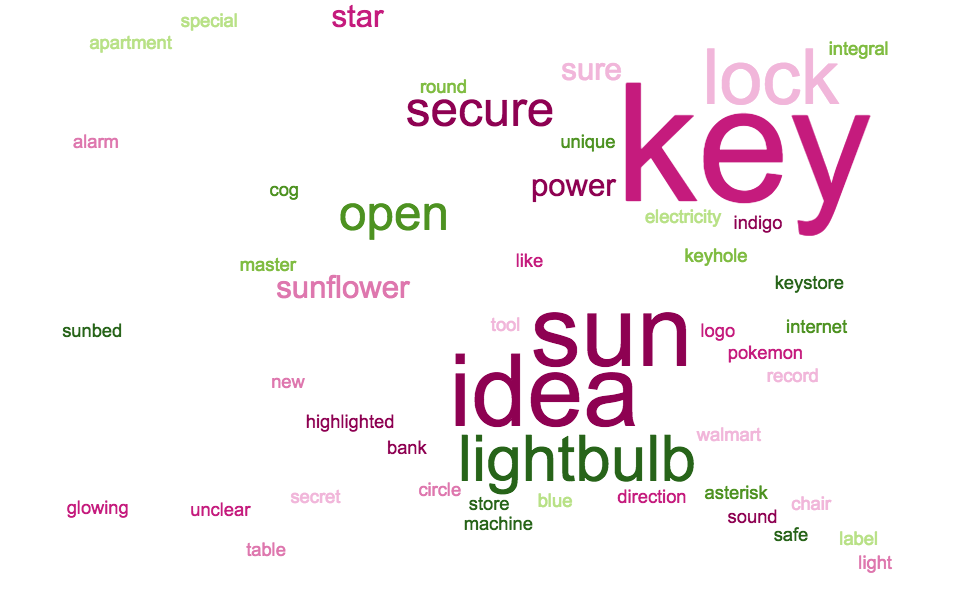 star
special
apartment
integral
sure
lock
round
secure
key
alarm
unique
cog
power
open
electricity
indigo
like
keyhole
master
sunflower
keystore
sunbed
tool
sun
logo
internet
pokemon
record
new
idea
highlighted
walmart
bank
lightbulb
circle
secret
store
blue
direction
asterisk
chair
glowing
unclear
sound
machine
safe
label
table
light